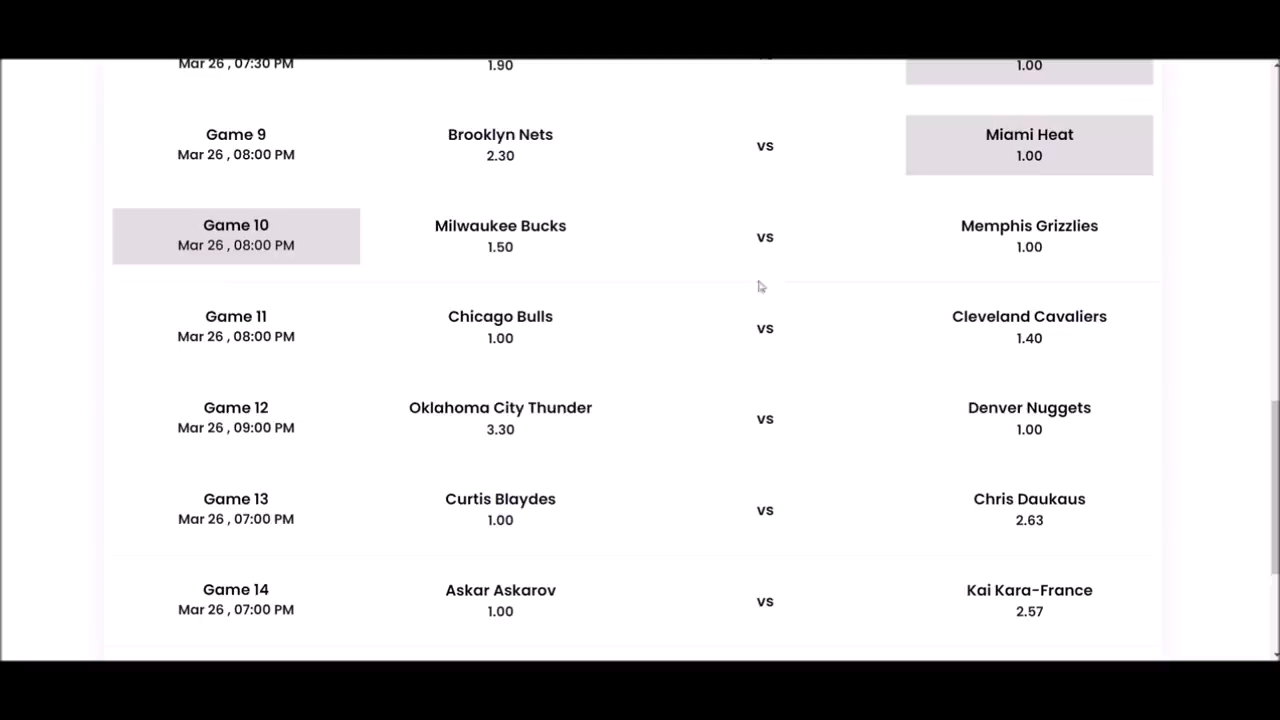 Mar 26 , 07:30 PM 1.90 1.00
Game 9 Brooklyn Nets Miami Heat
Mar 26 , 08:00 PM 2.30 vs 1.00
Game 10 Milwaukee Bucks Memphis Grizzlies
Mar 26 , 08:00 PM 1.50 vs 1.00
Game 11 Chicago Bulls Cleveland Cavaliers
Mar 26 , 08:00 PM 1.00 vs 1.40
Game 12 Oklahoma City Thunder Denver Nuggets
Mar 26 , 09:00 PM 3.30 vs 1.00
Game 13 Curtis Blaydes Chris Daukaus
Mar 26 , 07:00 PM 1.00 vs 2.63
Game 14 Askar Askarov Kai Kara-France
Mar 26 , 07:00 PM 1.00 vs 2.57